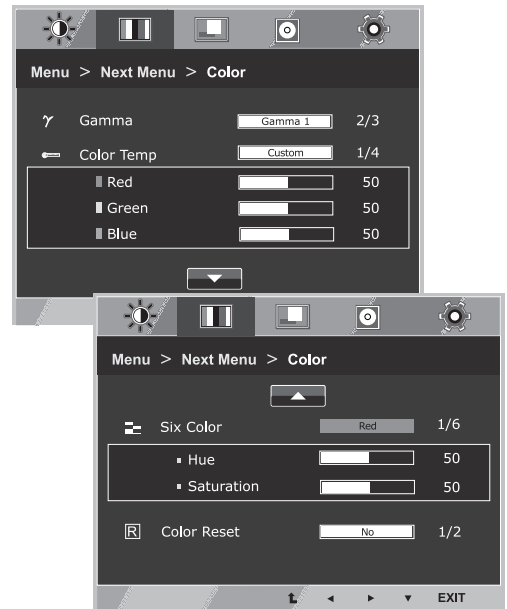 Menu > Next Menu > Color
γ Gamma Gamma 1 2/3
Color Temp Custom 1/4
Red 50
Green 50
Blue 50
Menu > Next Menu > Color
Six Color Red 1/6
Hue 50
Saturation 50
R Color Reset No 1/2
EXIT